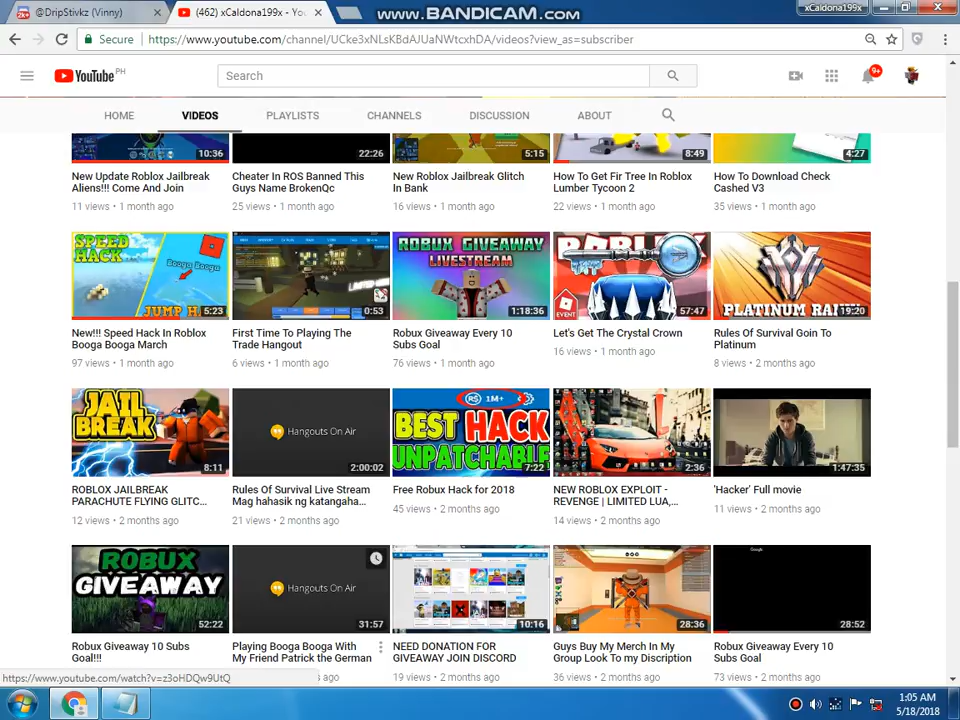 @DripStivkz (Vinny)
(462) xCaldona199x - You
www.BANDICAM.com
xCaldona199x
Secure
https://www.youtube.com/channel/UCke3xNLsKBdAJUaNWtcxhDA/videos?view_as=subscriber
YouTube PH
Search
9+
HOME
VIDEOS
PLAYLISTS
CHANNELS
DISCUSSION
ABOUT
10:36
22:26
5:15
8:49
4:27
New Update Roblox Jailbreak
Aliens!!! Come And Join
11 views • 1 month ago
Cheater In ROS Banned This
Guys Name BrokenQc
25 views • 1 month ago
New Roblox Jailbreak Glitch
In Bank
16 views • 1 month ago
How To Get Fir Tree In Roblox
Lumber Tycoon 2
22 views • 1 month ago
How To Download Check
Cashed V3
35 views • 1 month ago
SPEED
HACK
Booga Booga
JUMP H
5:23
LIMITED
0:53
ROBUX GIVEAWAY
LIVESTREAM
1:18:36
ROBLOX
EVENT
57:47
PLATINUM RA
19:20
New!!! Speed Hack In Roblox
Booga Booga March
97 views • 1 month ago
First Time To Playing The
Trade Hangout
6 views • 1 month ago
Robux Giveaway Every 10
Subs Goal
76 views • 1 month ago
Let's Get The Crystal Crown
16 views • 1 month ago
Rules Of Survival Goin To
Platinum
8 views • 2 months ago
JAIL
BREAK
8:11
Hangouts On Air
2:00:02
R$ 1M+
BEST HACK
UNPATCHABLE
7:22
2:36
1:47:35
ROBLOX JAILBREAK
PARACHUTE FLYING GLITC...
12 views • 2 months ago
Rules Of Survival Live Stream
Mag hahasik ng katangaha...
21 views • 2 months ago
Free Robux Hack for 2018
45 views • 2 months ago
NEW ROBLOX EXPLOIT -
REVENGE | LIMITED LUA,...
14 views • 2 months ago
'Hacker' Full movie
11 views • 2 months ago
ROBUX
GIVEAWAY
52:22
Hangouts On Air
31:57
10:16
28:36
Google
28:52
Robux Giveaway 10 Subs
Goal!!!
Playing Booga Booga With
My Friend Patrick the German
s • 2 months ago
NEED DONATION FOR
GIVEAWAY JOIN DISCORD
19 views • 2 months ago
Guys Buy My Merch In My
Group Look To my Discription
36 views • 2 months ago
Robux Giveaway Every 10
Subs Goal
73 views • 2 months ago
https://www.youtube.com/watch?v=z3oHDQw9UtQ
1:05 AM
5/18/2018